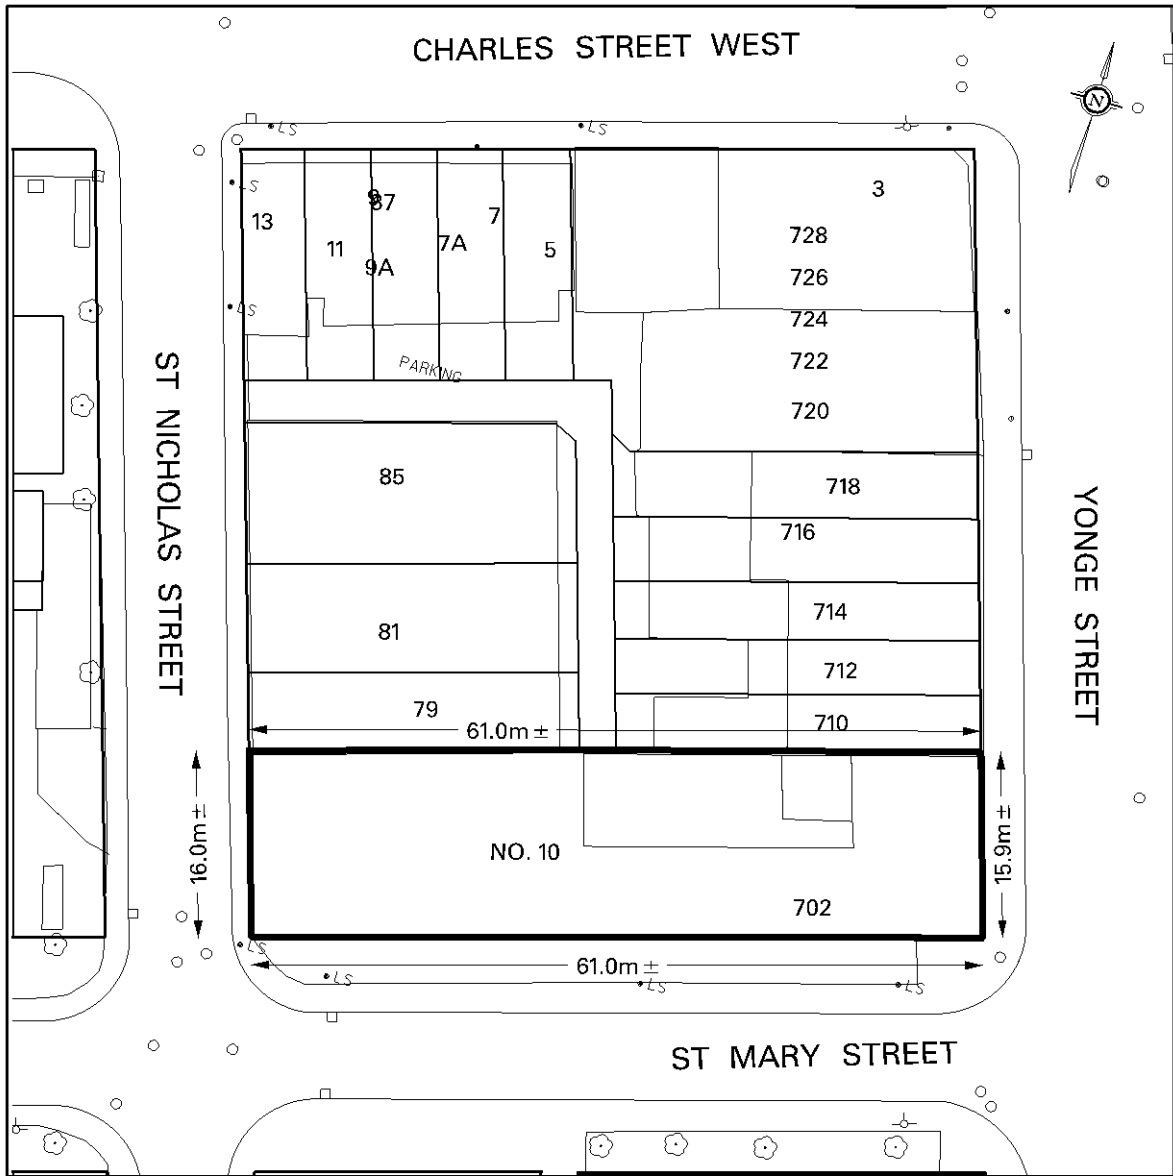 CHARLES STREET WEST
N
LS
LS
LS
3
13
87
7
11
7A
5
728
9A
726
LS
724
PARKING
722
720
ST NICHOLAS STREET
YONGE STREET
85
718
716
81
714
712
79
710
61.0m ±
16.0m ±
15.9m ±
NO. 10
702
LS
61.0m ±
LS
LS
LS
ST MARY STREET